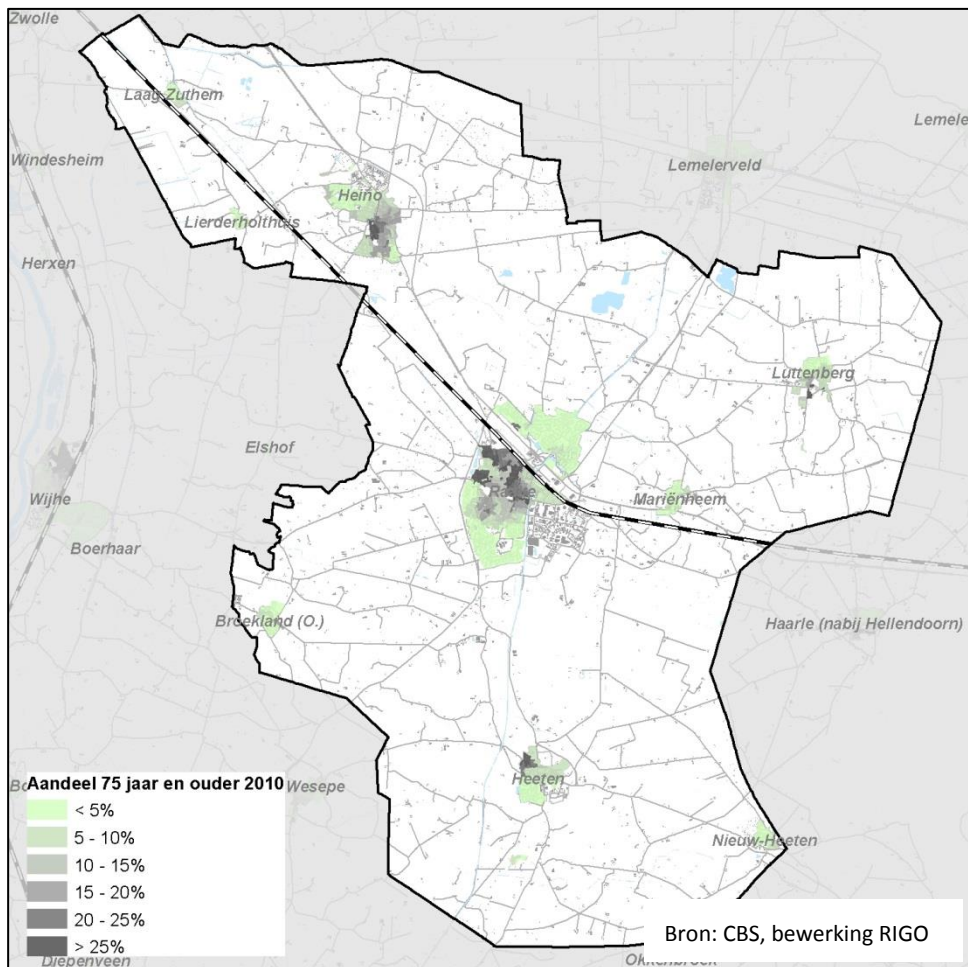 Zwolle
Laag Zuthem
Lemele
Windesheim
Lemelerveld
Heino
Lierderholthuis
Herxen
Luttenberg
Elshof
Raalte
Mariënheem
Wijhe
Boerhaar
Broekland (O.)
Haarle (nabij Hellendoorn)
Heeten
Wesepe
Nieuw-Heeten
Aandeel 75 jaar en ouder 2010
< 5%
5 - 10%
10 - 15%
15 - 20%
20 - 25%
> 25%
Bron: CBS, bewerking RIGO
Diepenveen
Okkenbroek